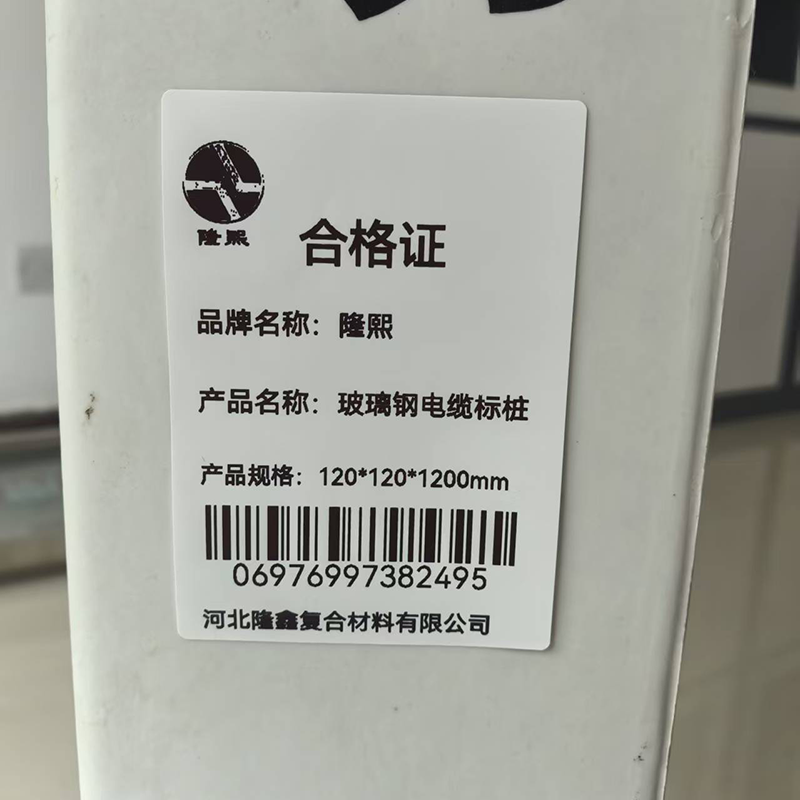 隆熙
合格证
品牌名称：隆熙
产品名称：玻璃钢电缆标桩
产品规格：120*120*1200mm
06976997382495
河北隆鑫复合材料有限公司